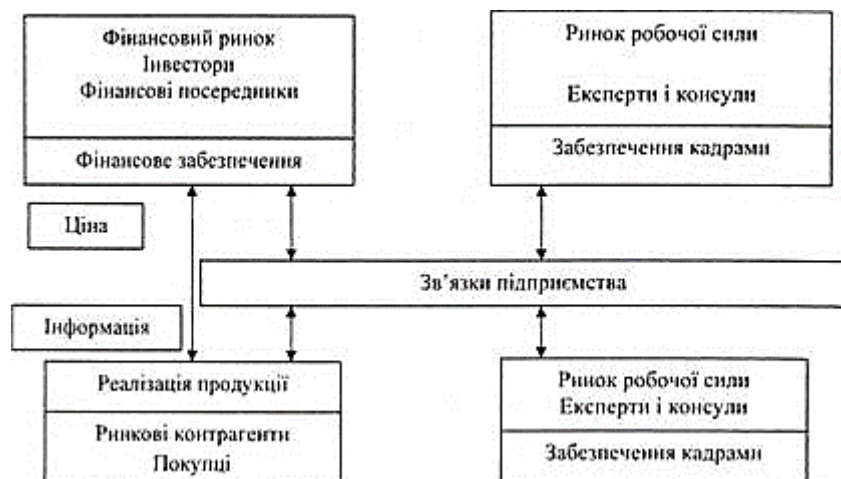 Фінансовий ринок
Інвестори
Фінансові посередники
Фінансове забезпечення
Ринок робочої сили
Експерти і консули
Забезпечення кадрами
Ціна
Зв’язки підприємства
Інформація
Реалізація продукції
Ринкові контрагенти
Покупці
Ринок робочої сили
Експерти і консули
Забезпечення кадрами